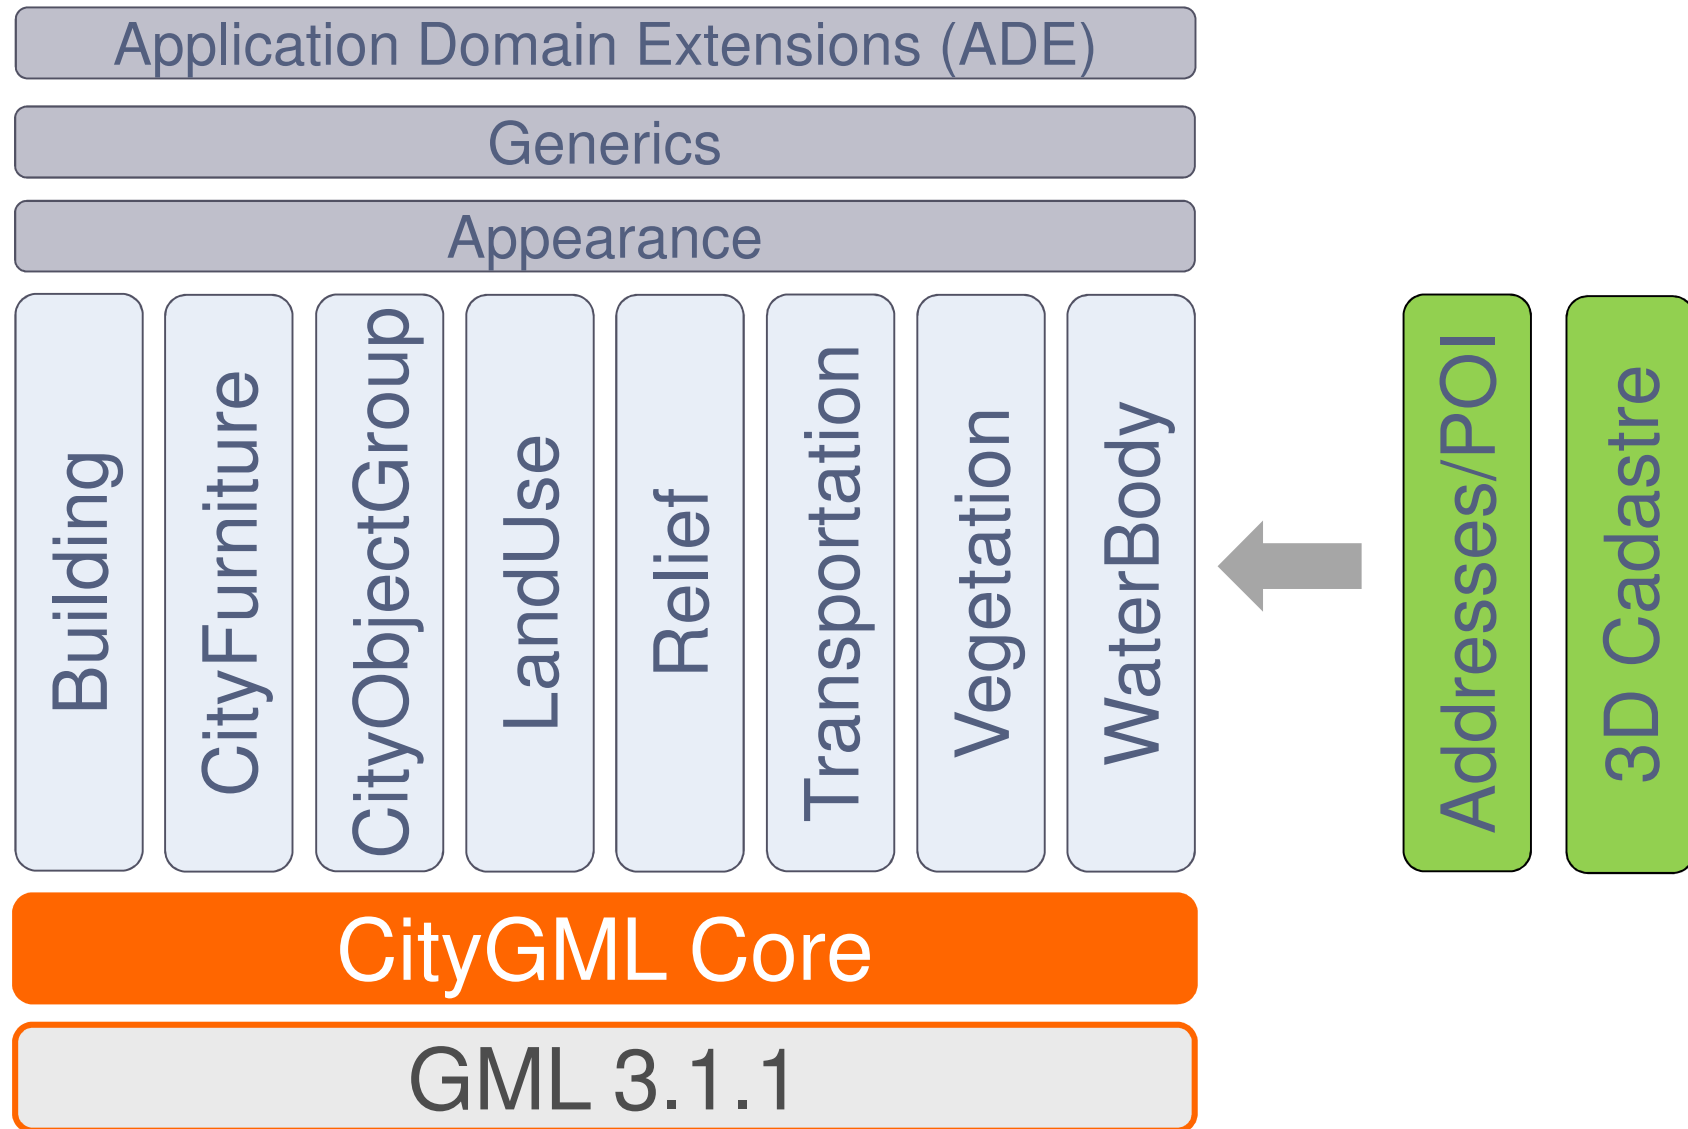 Application Domain Extensions (ADE)
Generics
Appearance
Building
CityFurniture
CityObjectGroup
LandUse
Relief
Transportation
Vegetation
WaterBody
Addresses/POI
3D Cadastre
CityGML Core
GML 3.1.1